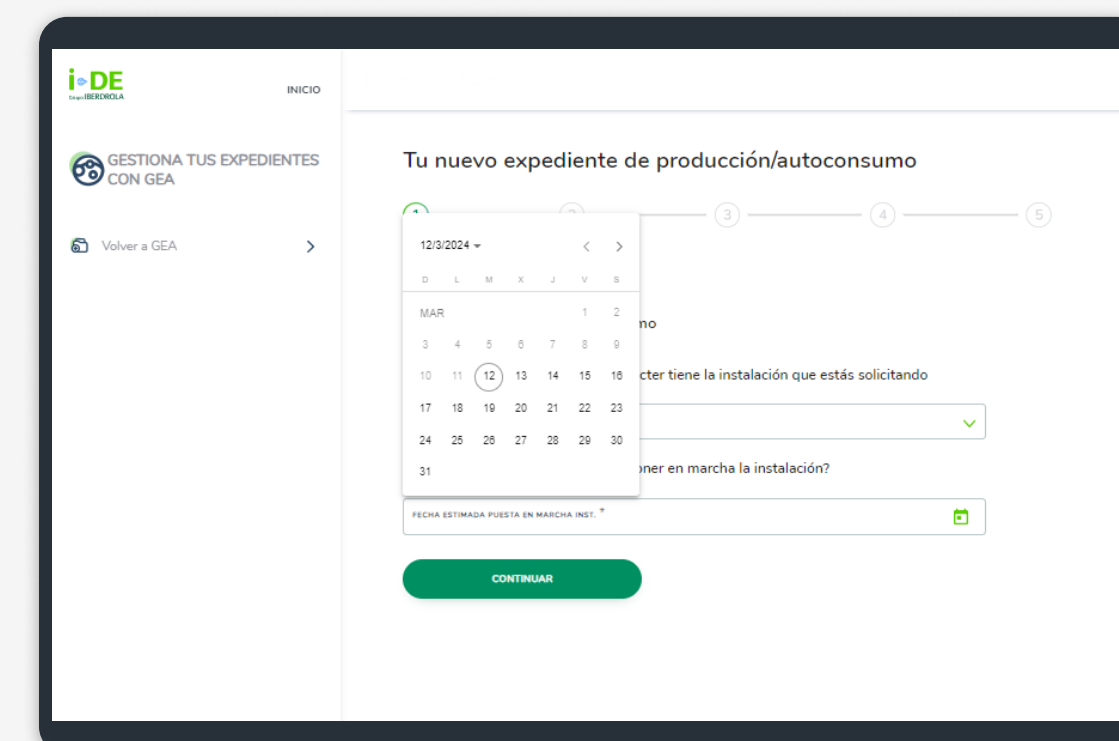 i-DE
Grupo IBERDROLA
INICIO
GESTIONA TUS EXPEDIENTES
CON GEA
Volver a GEA
Tu nuevo expediente de producción/autoconsumo
1 2 3 4 5
12/3/2024
D L M X J V S
MAR 1 2
3 4 5 6 7 8 9
10 11 12 13 14 15 16
17 18 19 20 21 22 23
24 25 26 27 28 29 30
31
mo
cter tiene la instalación que estás solicitando
oner en marcha la instalación?
FECHA ESTIMADA PUESTA EN MARCHA INST. *
CONTINUAR